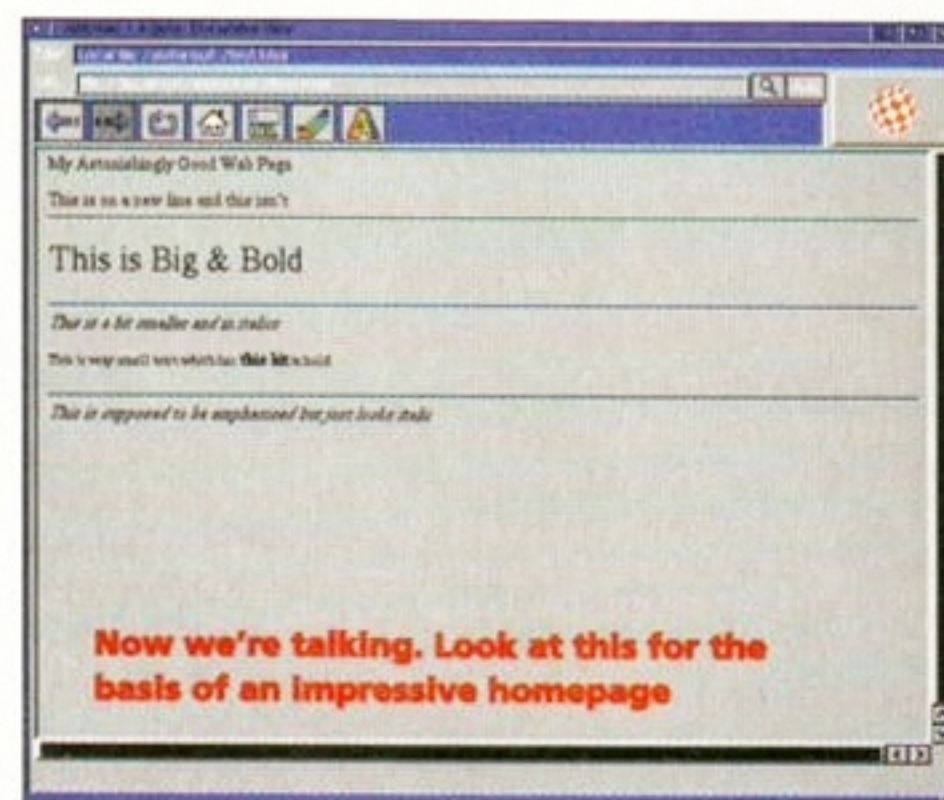 My Astonishingly Good Web Page
This is on a new line and this isn't
This is Big & Bold
This is a bit smaller and in italics
This is very small text which has this bit in bold
This is supposed to be emphasised but just looks italic
Now we're talking. Look at this for the
basis of an impressive homepage